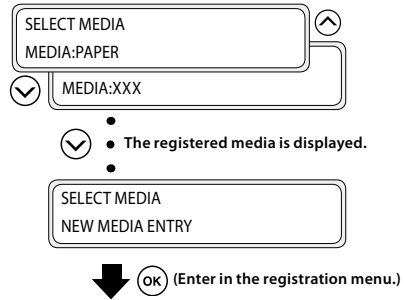 SELECT MEDIA
MEDIA:PAPER
MEDIA:XXX
The registered media is displayed.
SELECT MEDIA
NEW MEDIA ENTRY
OK (Enter in the registration menu.)